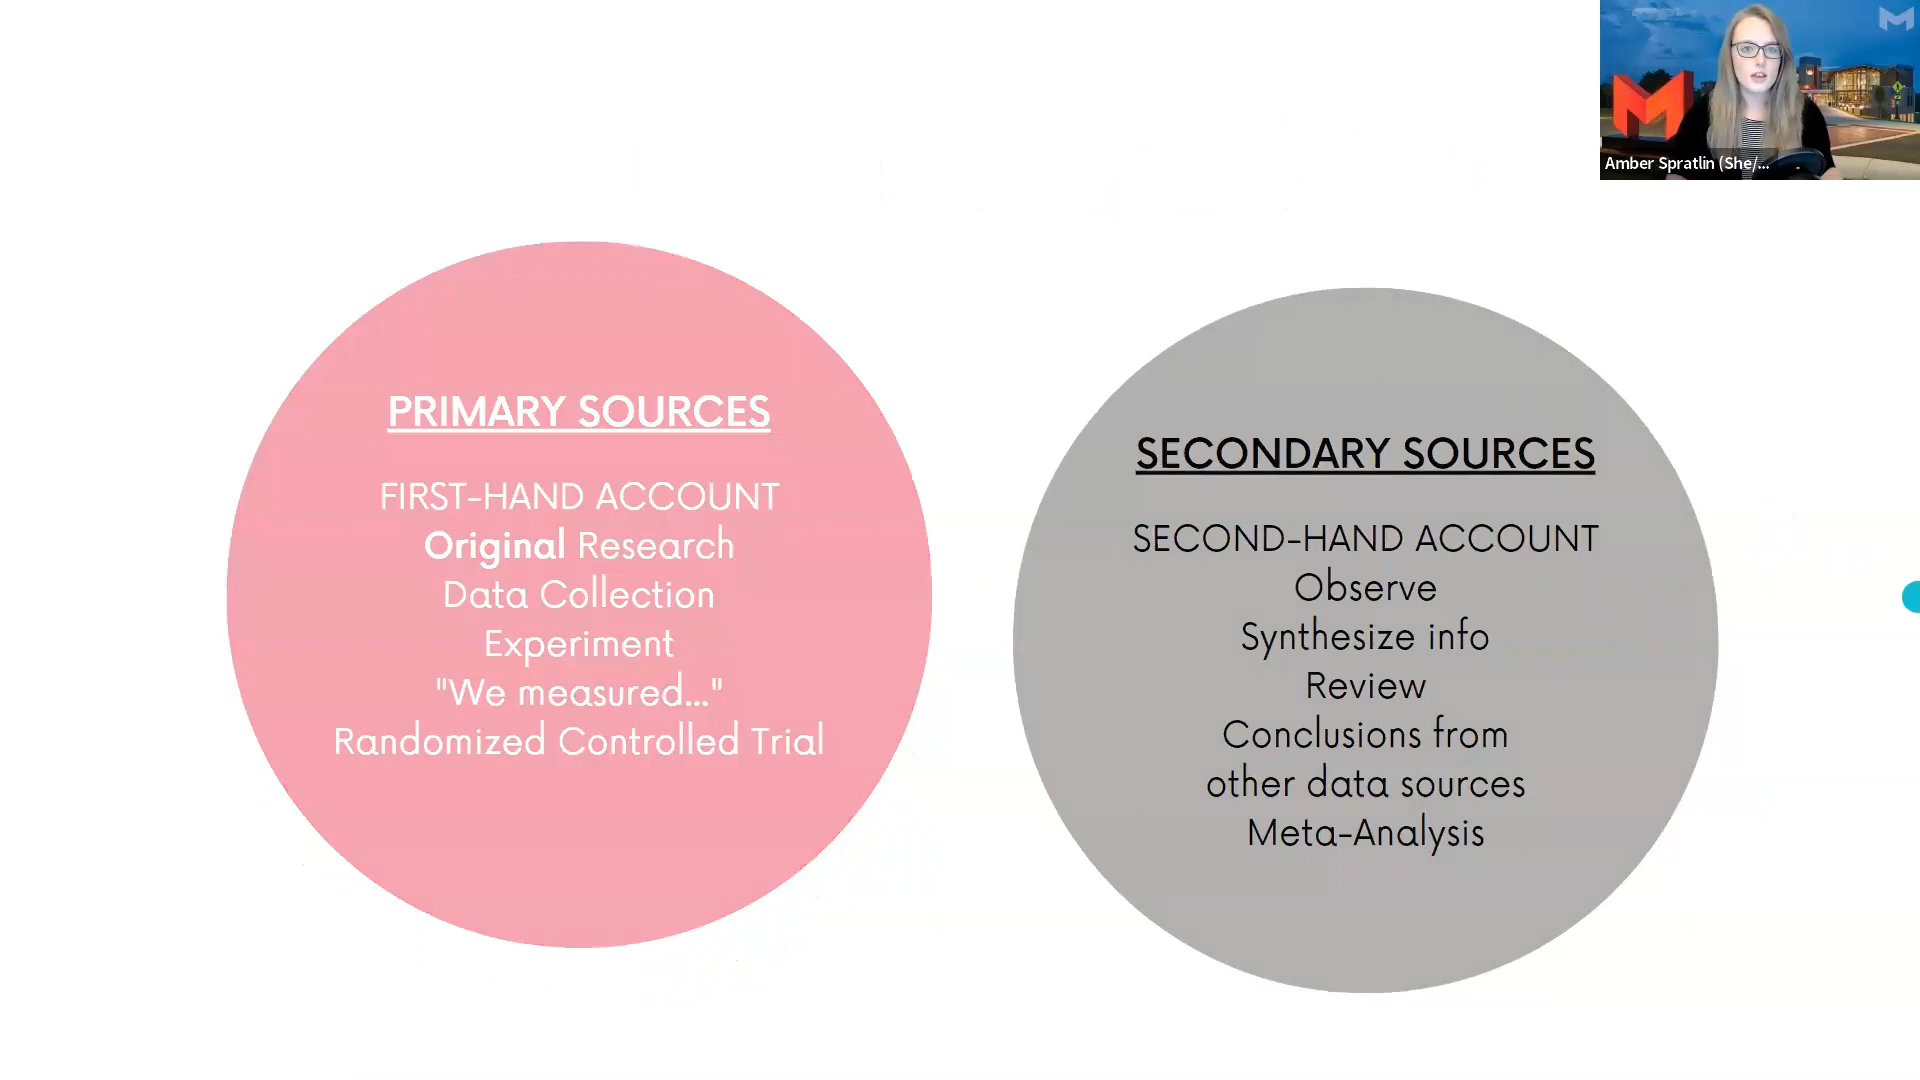 Amber Spratlin (She/...
PRIMARY SOURCES
FIRST-HAND ACCOUNT
Original Research
Data Collection
Experiment
"We measured..."
Randomized Controlled Trial
SECONDARY SOURCES
SECOND-HAND ACCOUNT
Observe
Synthesize info
Review
Conclusions from
other data sources
Meta-Analysis